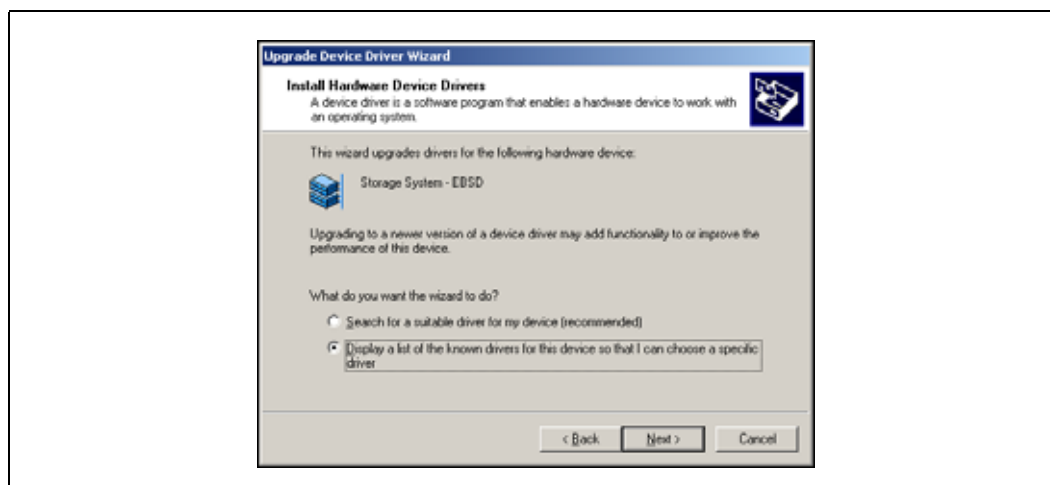 Upgrade Device Driver Wizard
Install Hardware Device Drivers
A device driver is a software program that enables a hardware device to work with
an operating system.
This wizard upgrades drivers for the following hardware device:
Storage System - EBSD
Upgrading to a newer version of a device driver may add functionality to or improve the
performance of this device.
What do you want the wizard to do?
Search for a suitable driver for my device (recommended)
Display a list of the known drivers for this device so that I can choose a specific
driver
< Back Next > Cancel